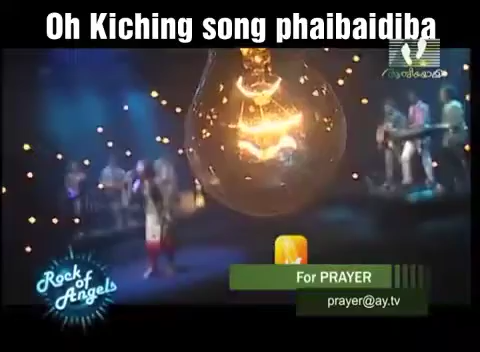 Oh Kiching song phaibaidiba
Rock
of
Angels
For PRAYER
prayer@ay.tv